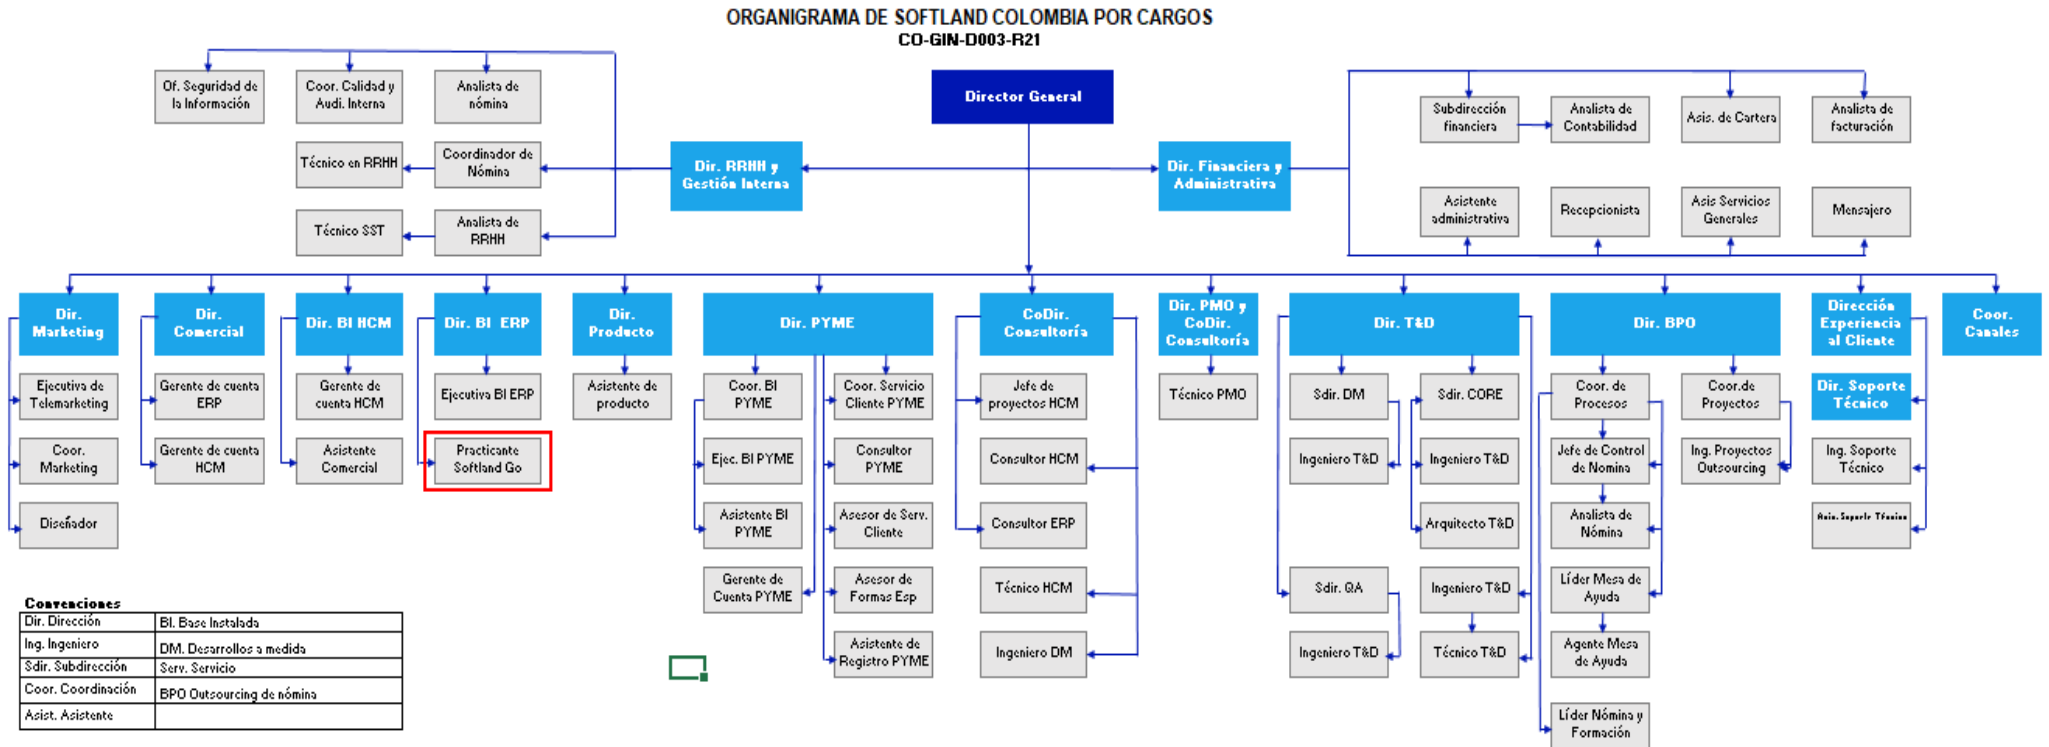 ORGANIGRAMA DE SOFTLAND COLOMBIA POR CARGOS
CO-GIN-D003-R21
Director General
Of. Seguridad de
la Información
Coor. Calidad y
Audi. Interna
Analista de
nómina
Técnico en RRHH
Coordinador de
Nómina
Técnico SST
Analista de
RRHH
Dir. RRHH y
Gestión Interna
Dir. Financiera y
Administrativa
Subdirección
financiera
Analista de
Contabilidad
Asis. de Cartera
Analista de
facturación
Asistente
administrativa
Recepcionista
Asis Servicios
Generales
Mensajero
Dir.
Marketing
Ejecutiva de
Telemarketing
Coor.
Marketing
Diseñador
Dir.
Comercial
Gerente de cuenta
ERP
Gerente de cuenta
HCM
Dir. BI HCM
Gerente de
cuenta HCM
Asistente
Comercial
Dir. BI ERP
Ejecutiva BI ERP
Practicante
Softland Go
Dir.
Producto
Asistente de
producto
Dir. PYME
Coor. BI
PYME
Ejec. BI PYME
Asistente BI
PYME
Gerente de
Cuenta PYME
Coor. Servicio
Cliente PYME
Consultor
PYME
Asesor de Serv.
Cliente
Asesor de
Formas Esp
Asistente de
Registro PYME
CoDir.
Consultoría
Jefe de
proyectos HCM
Consultor HCM
Consultor ERP
Técnico HCM
Ingeniero DM
Dir. PMO y
CoDir.
Consultoría
Técnico PMO
Dir. T&D
Sdir. DM
Ingeniero T&D
Sdir. QA
Ingeniero T&D
Sdir. CORE
Ingeniero T&D
Arquitecto T&D
Ingeniero T&D
Técnico T&D
Dir. BPO
Coor. de
Procesos
Jefe de Control
de Nomina
Analista de
Nómina
Líder Mesa de
Ayuda
Agente Mesa
de Ayuda
Líder Nómina y
Formación
Coor.de
Proyectos
Ing. Proyectos
Outsourcing
Dirección
Experiencia
al Cliente
Dir. Soporte
Técnico
Ing. Soporte
Técnico
Asis. Soporte Técnico
Coor.
Canales
Convenciones
Dir. Dirección
BI. Base Instalada
Ing. Ingeniero
DM. Desarrollos a medida
Sdir. Subdirección
Serv. Servicio
Coor. Coordinación
BPO Outsourcing de nómina
Asist. Asistente